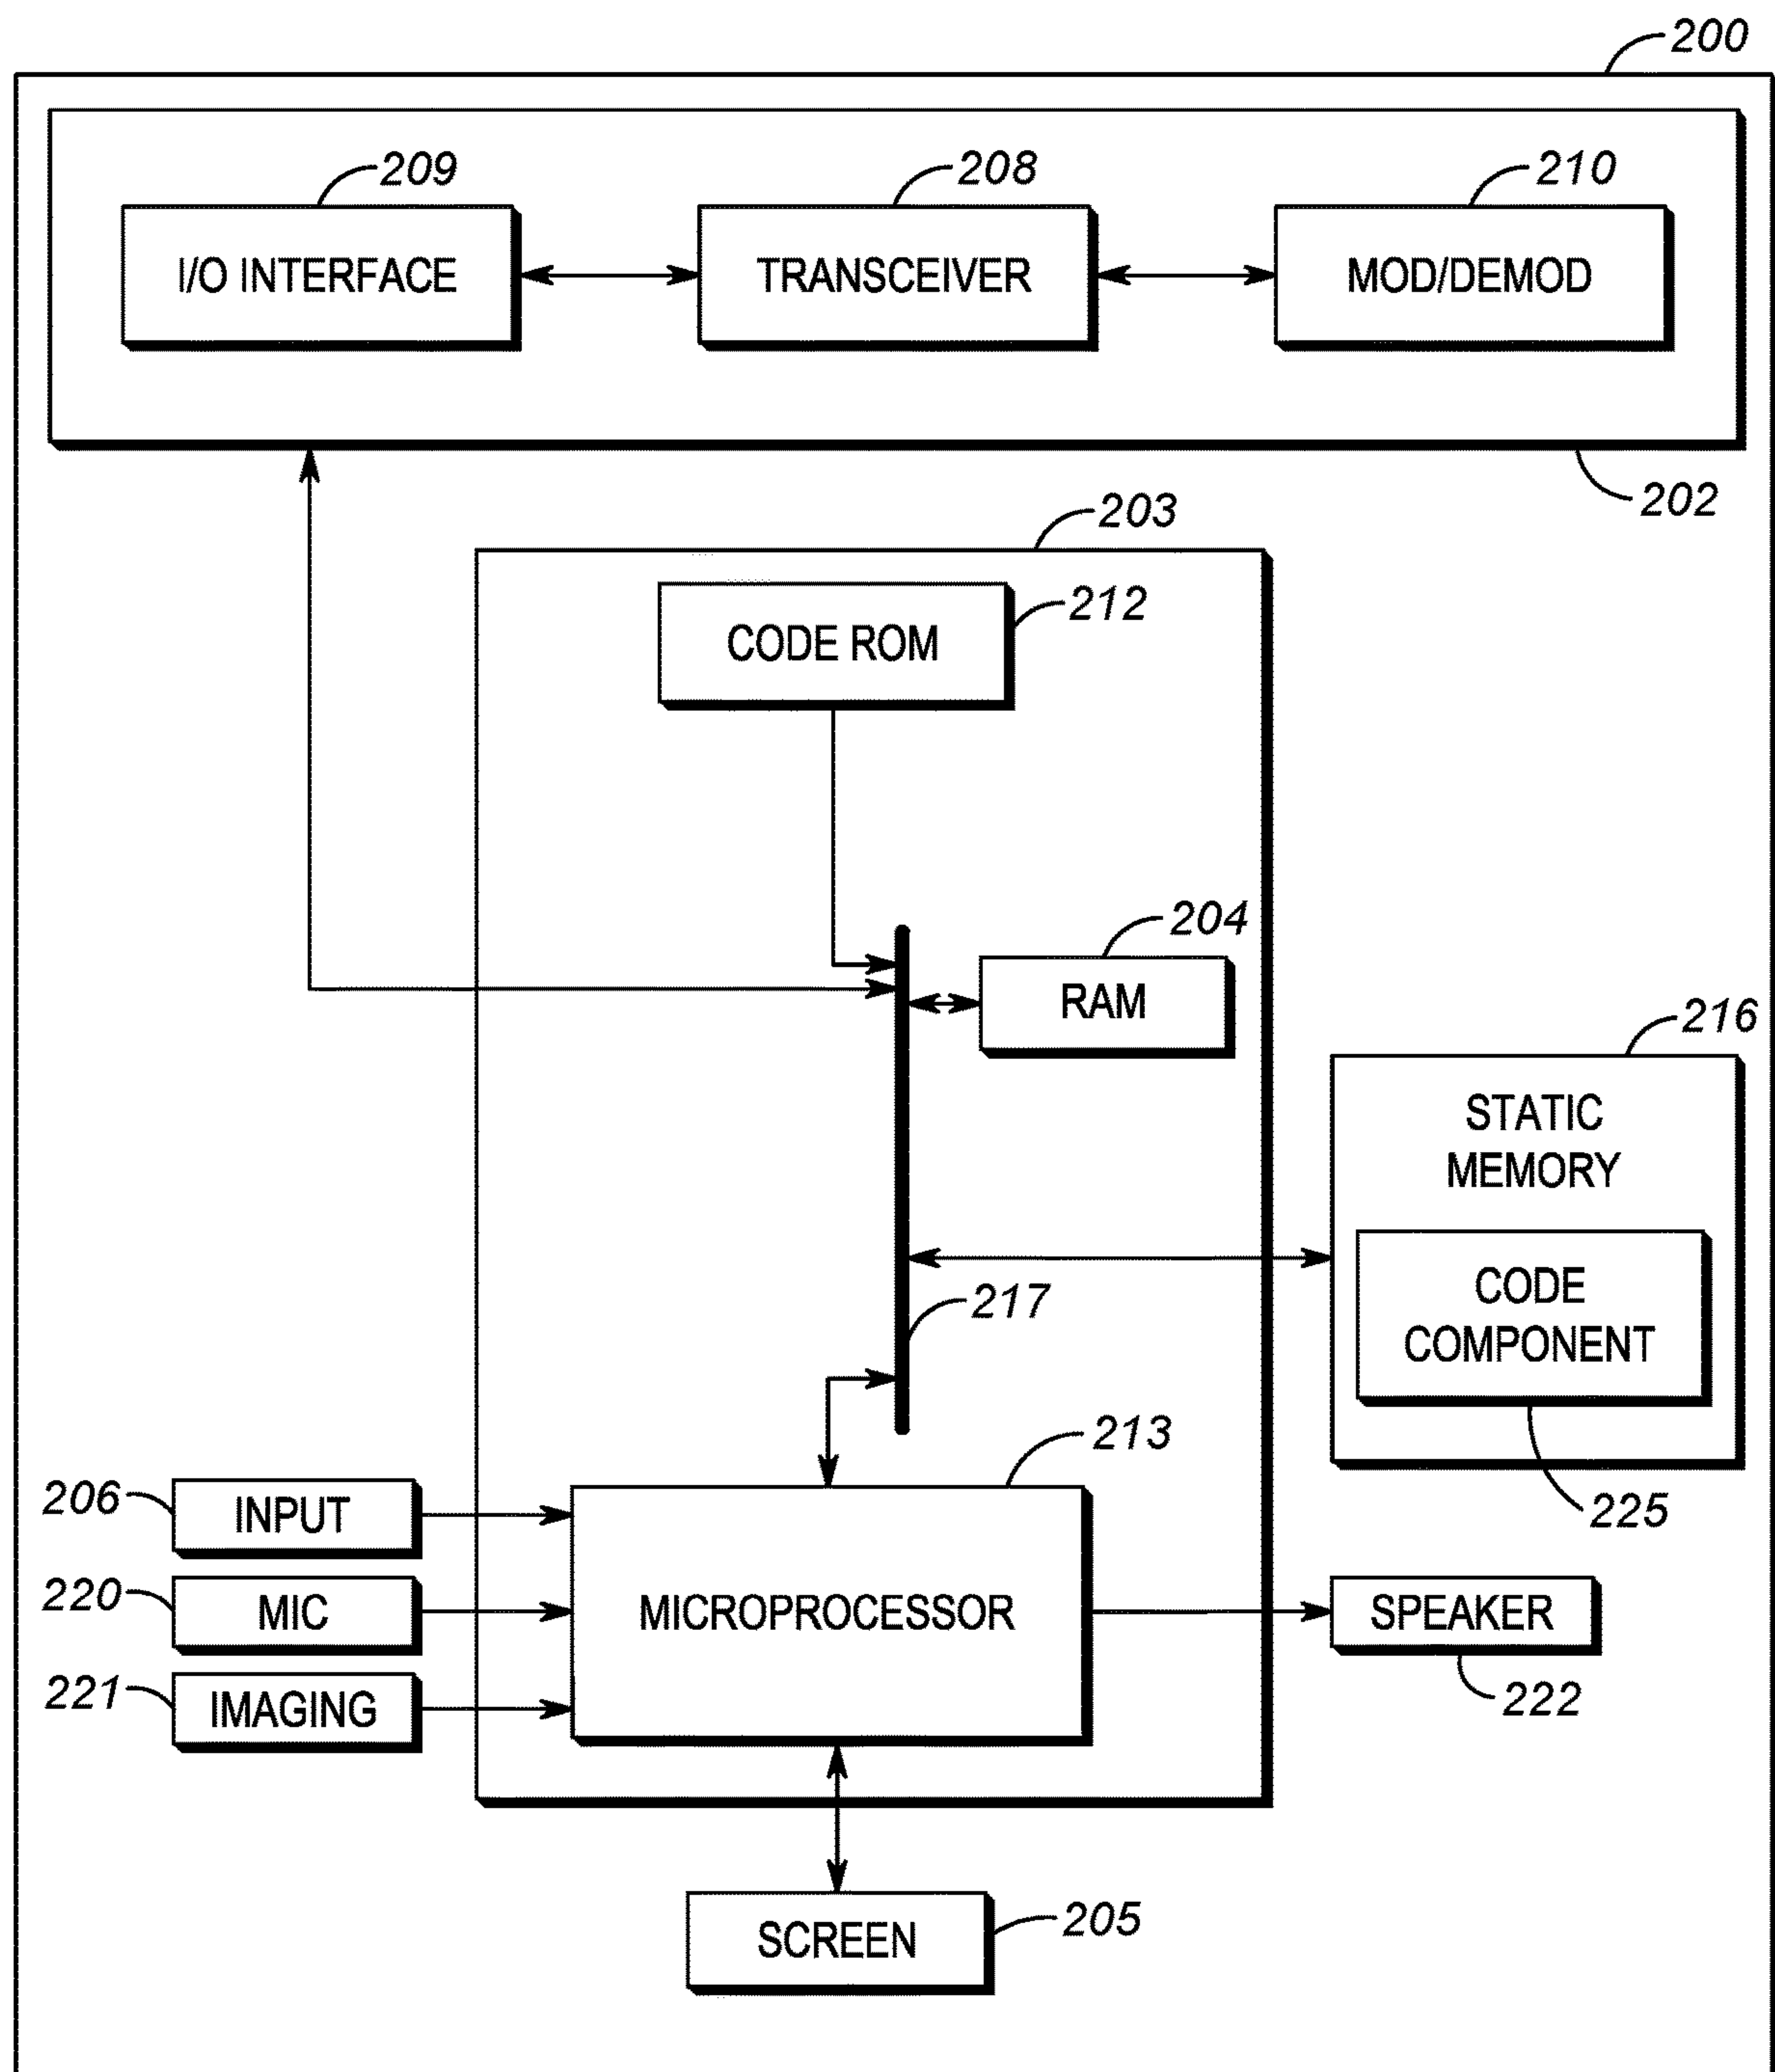 200
209
208
210
I/O INTERFACE
TRANSCEIVER
MOD/DEMOD
202
203
212
CODE ROM
204
RAM
216
STATIC
MEMORY
CODE
COMPONENT
217
213
225
206
INPUT
220
MIC
MICROPROCESSOR
SPEAKER
221
IMAGING
222
205
SCREEN